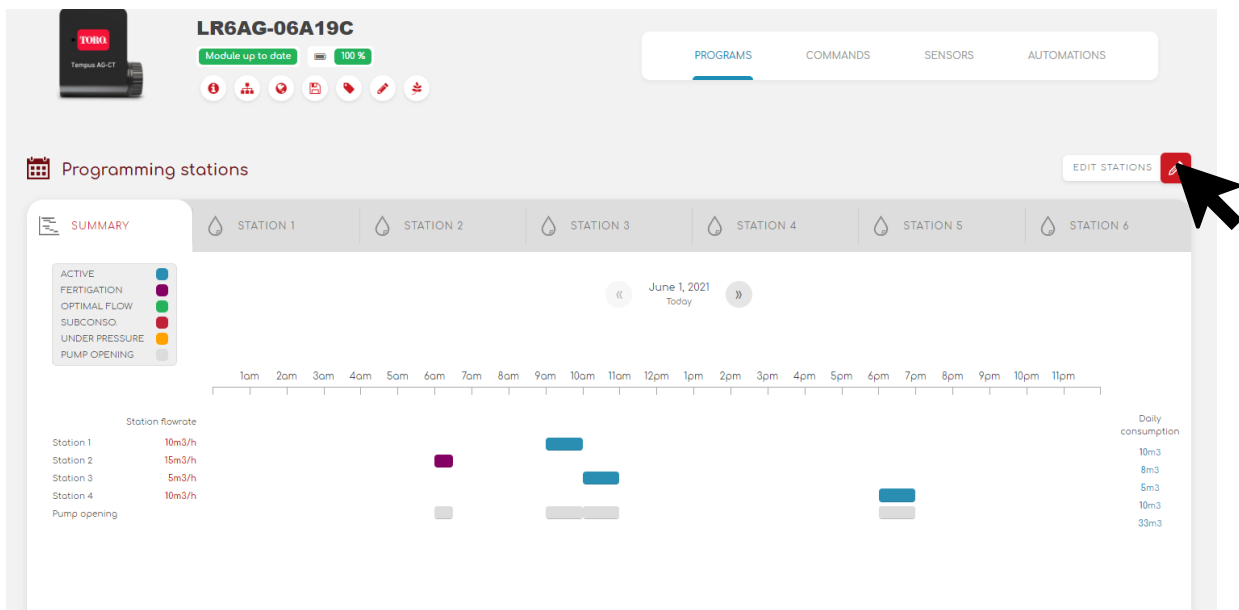 LR6AG-06A19C
TORO
Tempus AG-CT
Module up to date 100 %
PROGRAMS COMMANDS SENSORS AUTOMATIONS
Programming stations
EDIT STATIONS
SUMMARY STATION 1 STATION 2 STATION 3 STATION 4 STATION 5 STATION 6
ACTIVE
FERTIGATION
OPTIMAL FLOW
SUBCONSO.
UNDER PRESSURE
PUMP OPENING
« June 1, 2021 »
Today
1am 2am 3am 4am 5am 6am 7am 8am 9am 10am 11am 12pm 1pm 2pm 3pm 4pm 5pm 6pm 7pm 8pm 9pm 10pm 11pm
Station flowrate
Daily
consumption
Station 1 10m3/h 10m3
Station 2 15m3/h 8m3
Station 3 5m3/h 5m3
Station 4 10m3/h 10m3
Pump opening 33m3